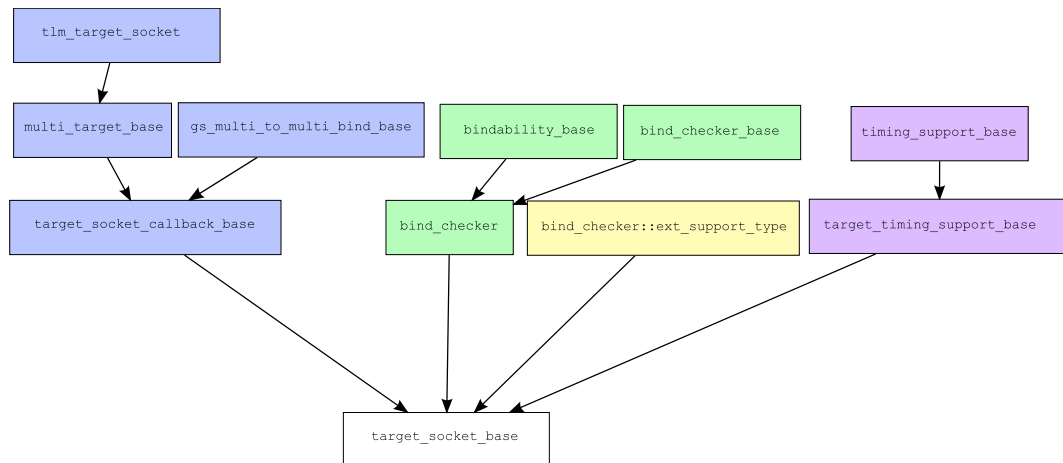 tlm_target_socket
multi_target_base
gs_multi_to_multi_bind_base
bindability_base
bind_checker_base
timing_support_base
target_socket_callback_base
bind_checker
bind_checker::ext_support_type
target_timing_support_base
target_socket_base